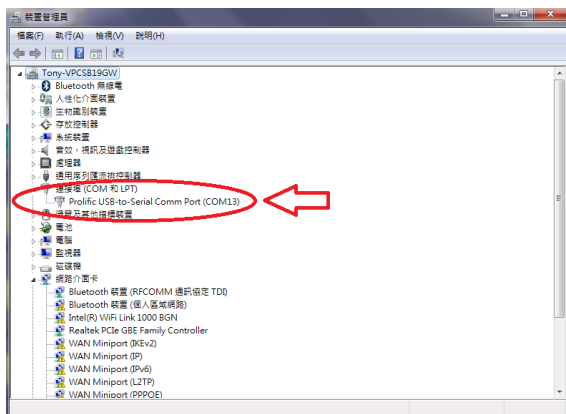 裝置管理員
檔案(F) 執行(A) 檢視(V) 說明(H)
Tony-VPCSB19GW
Bluetooth 無線電
人性化介面裝置
生物識別裝置
存放控制器
系統裝置
音效，視訊及遊戲控制器
處理器
通用序列匯流排控制器
連接埠 (COM 和 LPT)
Prolific USB-to-Serial Comm Port (COM13)
滑鼠及其他指標裝置
電池
電腦
監視器
磁碟機
網路介面卡
Bluetooth 裝置 (RFCOMM 通訊協定 TDI)
Bluetooth 裝置 (個人區域網路)
Intel(R) WiFi Link 1000 BGN
Realtek PCIe GBE Family Controller
WAN Miniport (IKEv2)
WAN Miniport (IP)
WAN Miniport (IPv6)
WAN Miniport (L2TP)
WAN Miniport (PPPOE)